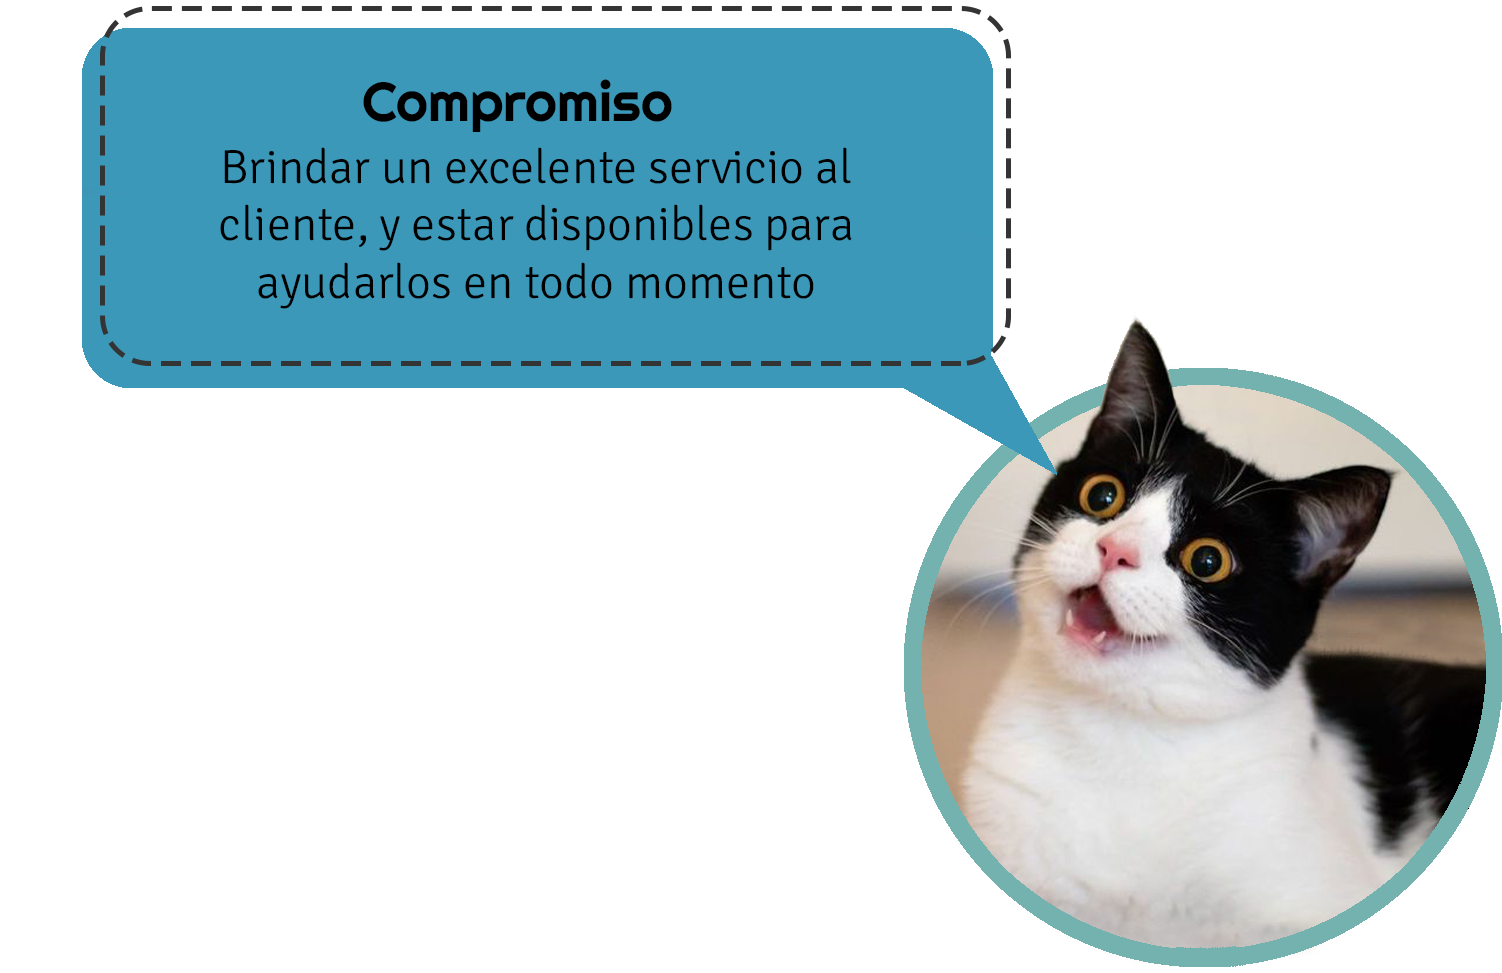 Compromiso
Brindar un excelente servicio al
cliente, y estar disponibles para
ayudarlos en todo momento